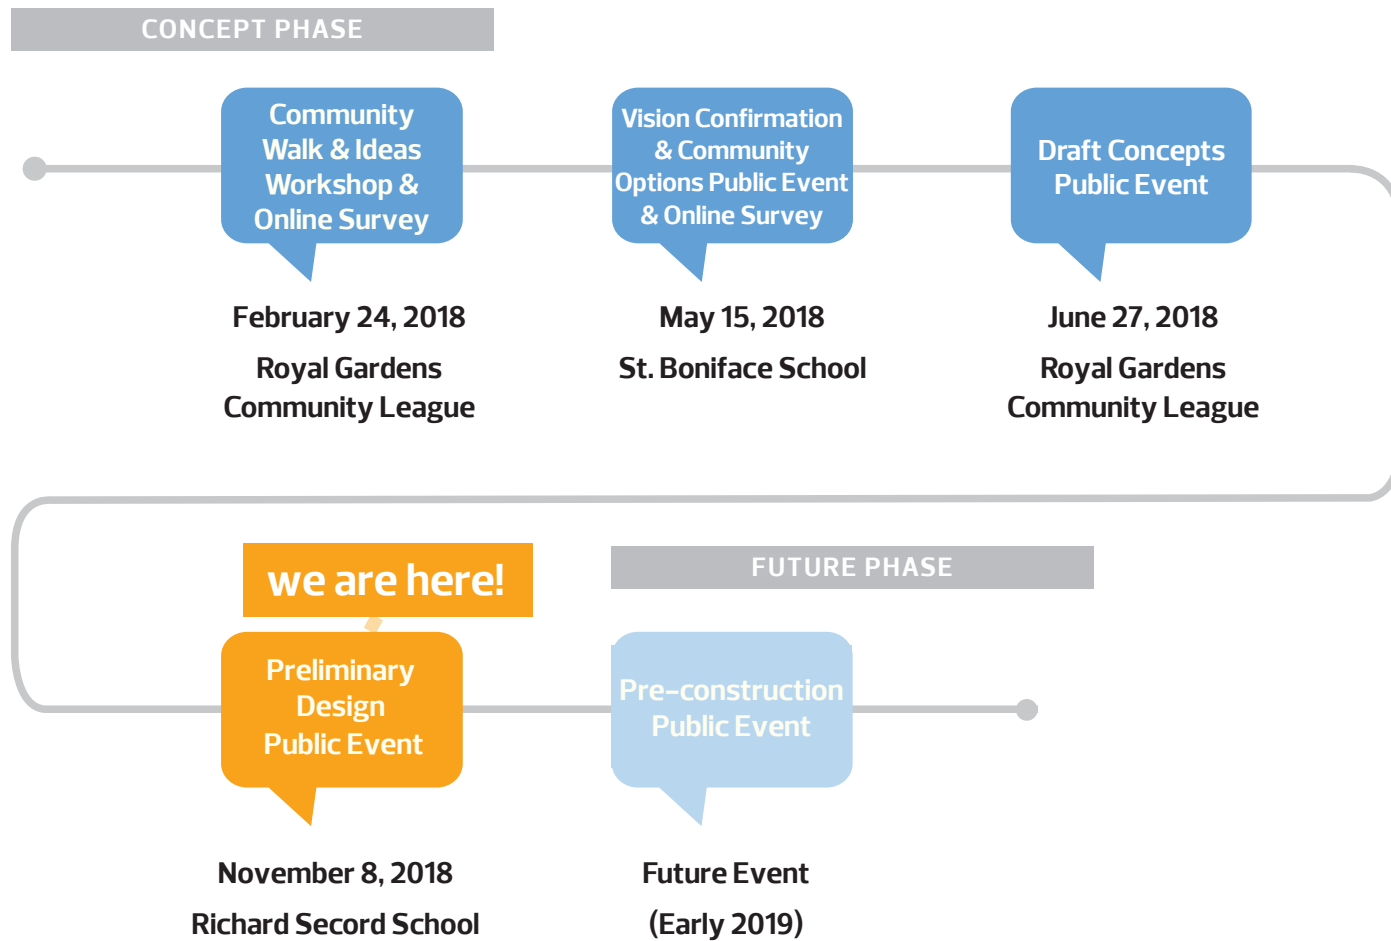 CONCEPT PHASE
Community
Walk & Ideas
Workshop &
Online Survey
Vision Confirmation
& Community
Options Public Event
& Online Survey
Draft Concepts
Public Event
February 24, 2018
Royal Gardens
Community League
May 15, 2018
St. Boniface School
June 27, 2018
Royal Gardens
Community League
we are here!
FUTURE PHASE
Preliminary
Design
Public Event
Pre-construction
Public Event
November 8, 2018
Richard Secord School
Future Event
(Early 2019)